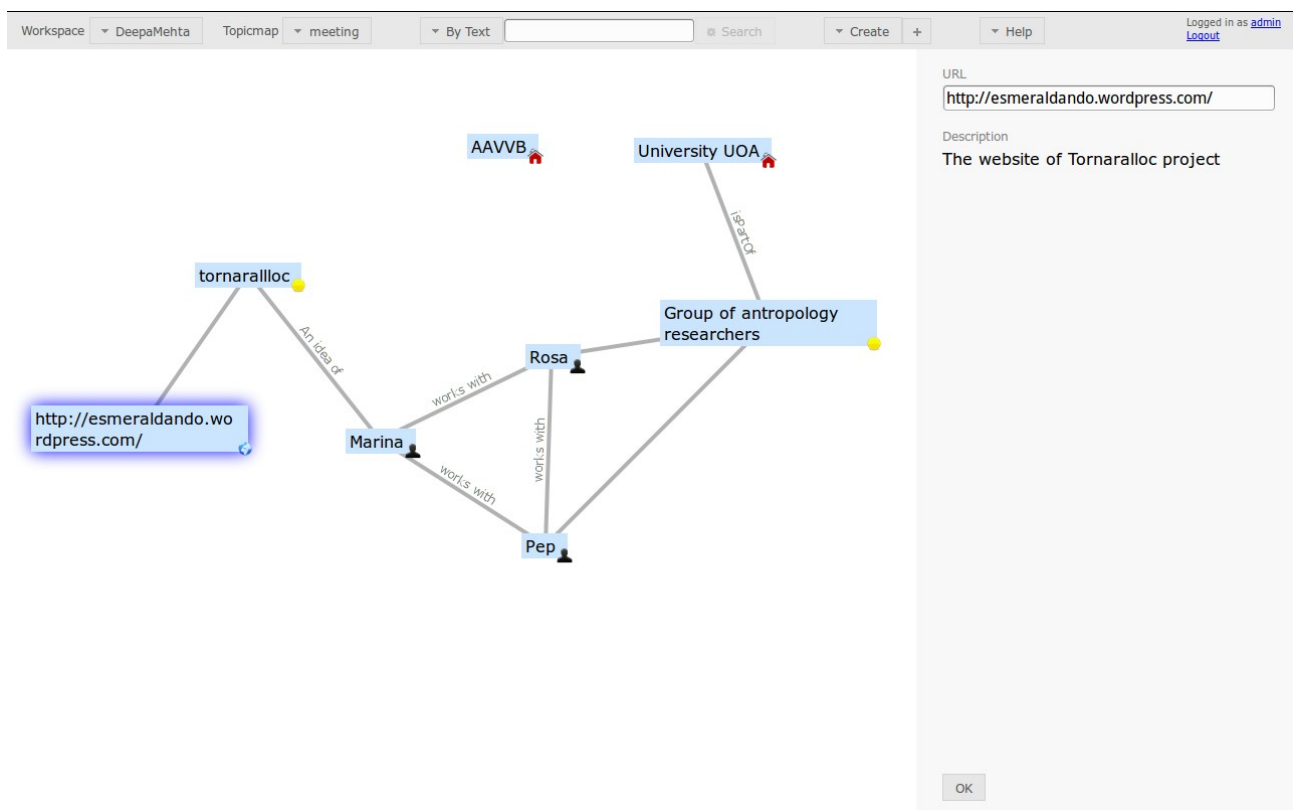 Workspace DeepaMehta Topicmap meeting By Text Search Create + Help
Logged in as admin
Logout
URL
http://esmeraldando.wordpress.com/
Description
The website of Tornaralloc project
AAVVB
University UOA
isPartOf
tornarallloc
An idea of
Group of antropology
researchers
Rosa
works with
http://esmeraldando.wo
rdpress.com/
Marina
works with
works with
Pep
OK